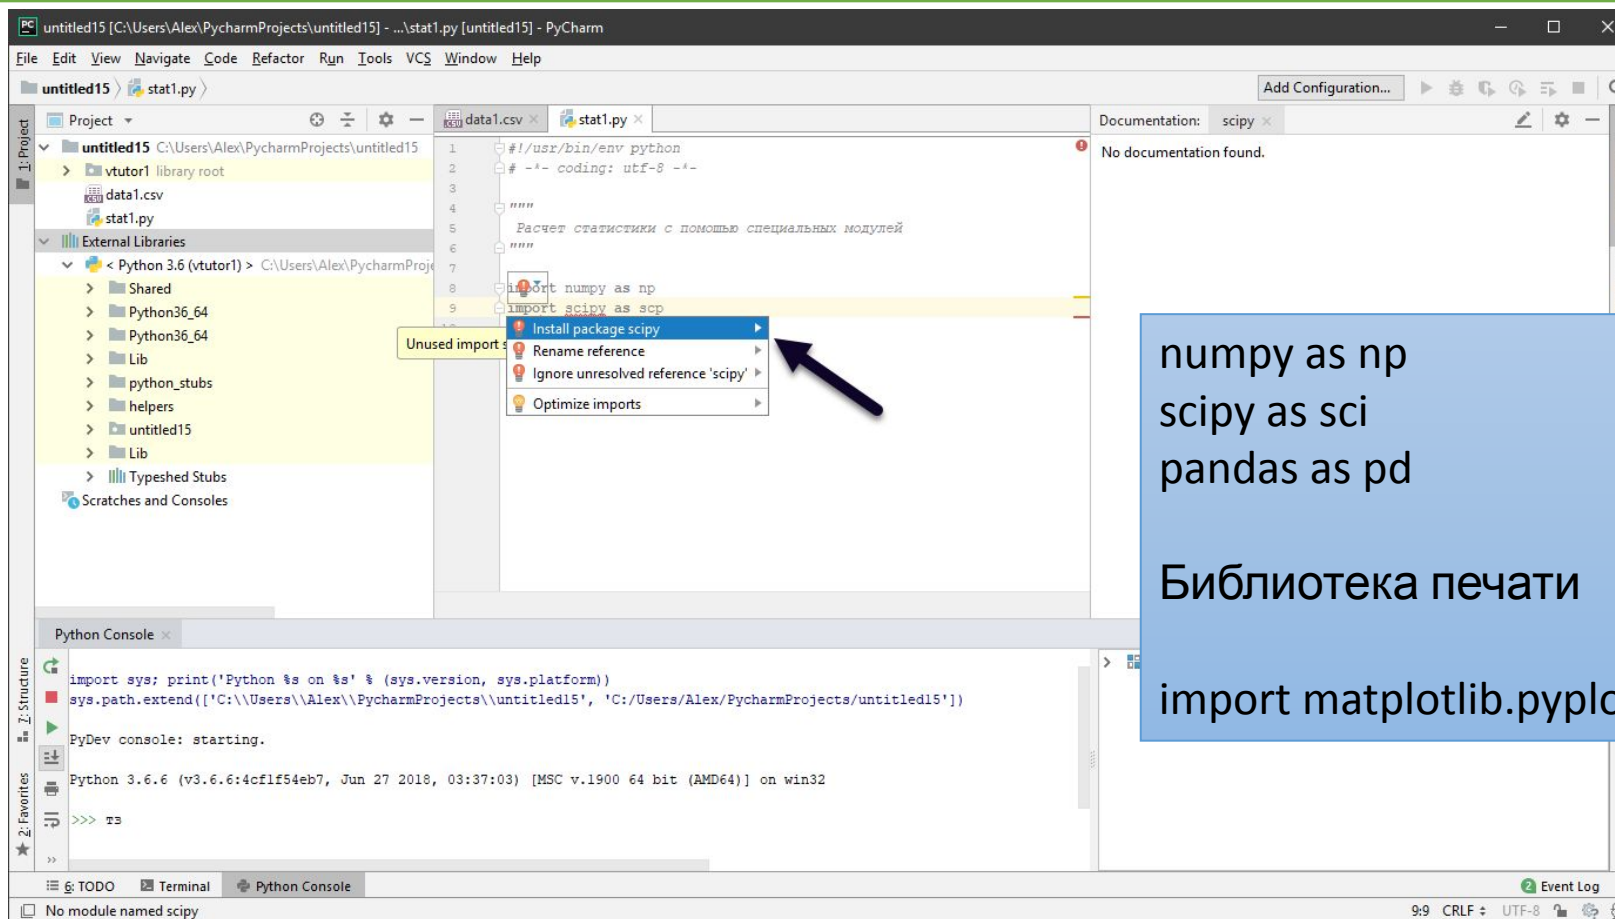 PC untitled15 [C:\Users\Alex\PycharmProjects\untitled15] - ...\stat1.py [untitled15] - PyCharm
File Edit View Navigate Code Refactor Run Tools VCS Window Help
untitled15 stat1.py Add Configuration...
1: Project
Project
untitled15 C:\Users\Alex\PycharmProjects\untitled15
vtutor1 library root
data1.csv
stat1.py
External Libraries
< Python 3.6 (vtutor1) > C:\Users\Alex\PycharmProje
Shared
Python36_64
Python36_64
Lib
python_stubs
helpers
untitled15
Lib
Typeshed Stubs
Scratches and Consoles
data1.csv stat1.py
1 #!/usr/bin/env python
2 # -*- coding: utf-8 -*-
3
4 """
5 Расчет статистики с помощью специальных модулей
6 """
7
8 import numpy as np
9 import scipy as scp
Unused import s
Install package scipy
Rename reference
Ignore unresolved reference 'scipy'
Optimize imports
Documentation: scipy
No documentation found.
numpy as np
scipy as sci
pandas as pd
Библиотека печати
import matplotlib.pyplo
Python Console
7: Structure
2: Favorites
import sys; print('Python %s on %s' % (sys.version, sys.platform))
sys.path.extend(['C:\\Users\\Alex\\PycharmProjects\\untitled15', 'C:/Users/Alex/PycharmProjects/untitled15'])
PyDev console: starting.
Python 3.6.6 (v3.6.6:4cf1f54eb7, Jun 27 2018, 03:37:03) [MSC v.1900 64 bit (AMD64)] on win32
>>> тз
6: TODO Terminal Python Console 2 Event Log
No module named scipy 9:9 CRLF UTF-8